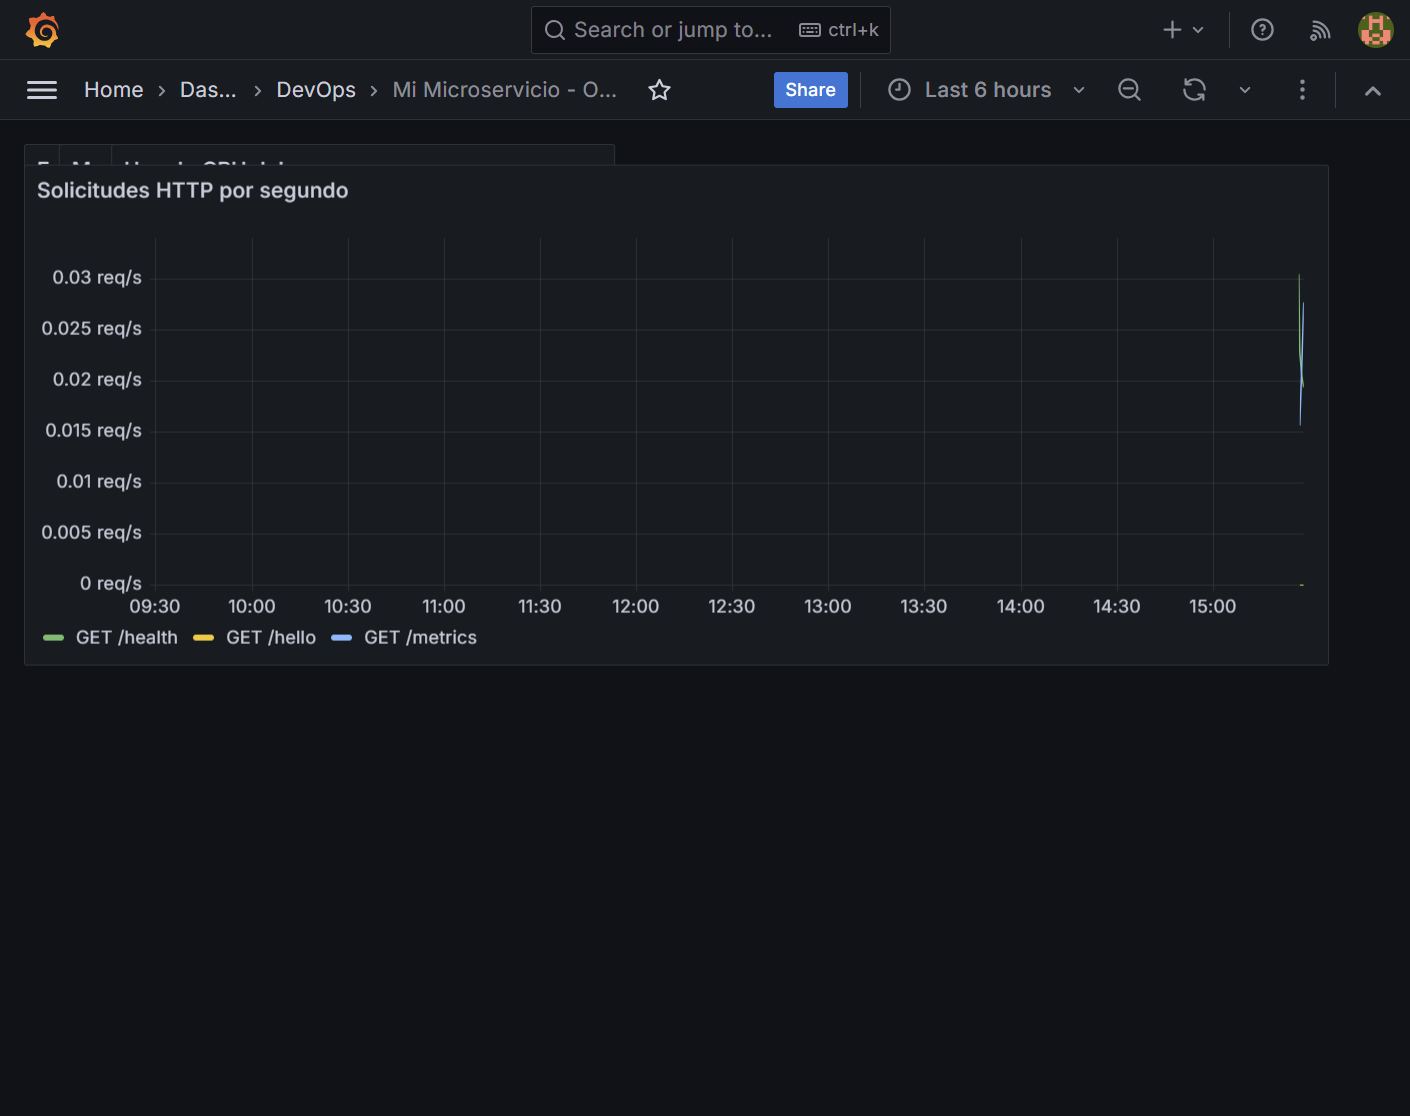 Search or jump to... ctrl+k
Home › Das... › DevOps › Mi Microservicio - O... Share Last 6 hours
Solicitudes HTTP por segundo
0.03 req/s
0.025 req/s
0.02 req/s
0.015 req/s
0.01 req/s
0.005 req/s
0 req/s
09:30 10:00 10:30 11:00 11:30 12:00 12:30 13:00 13:30 14:00 14:30 15:00
GET /health GET /hello GET /metrics